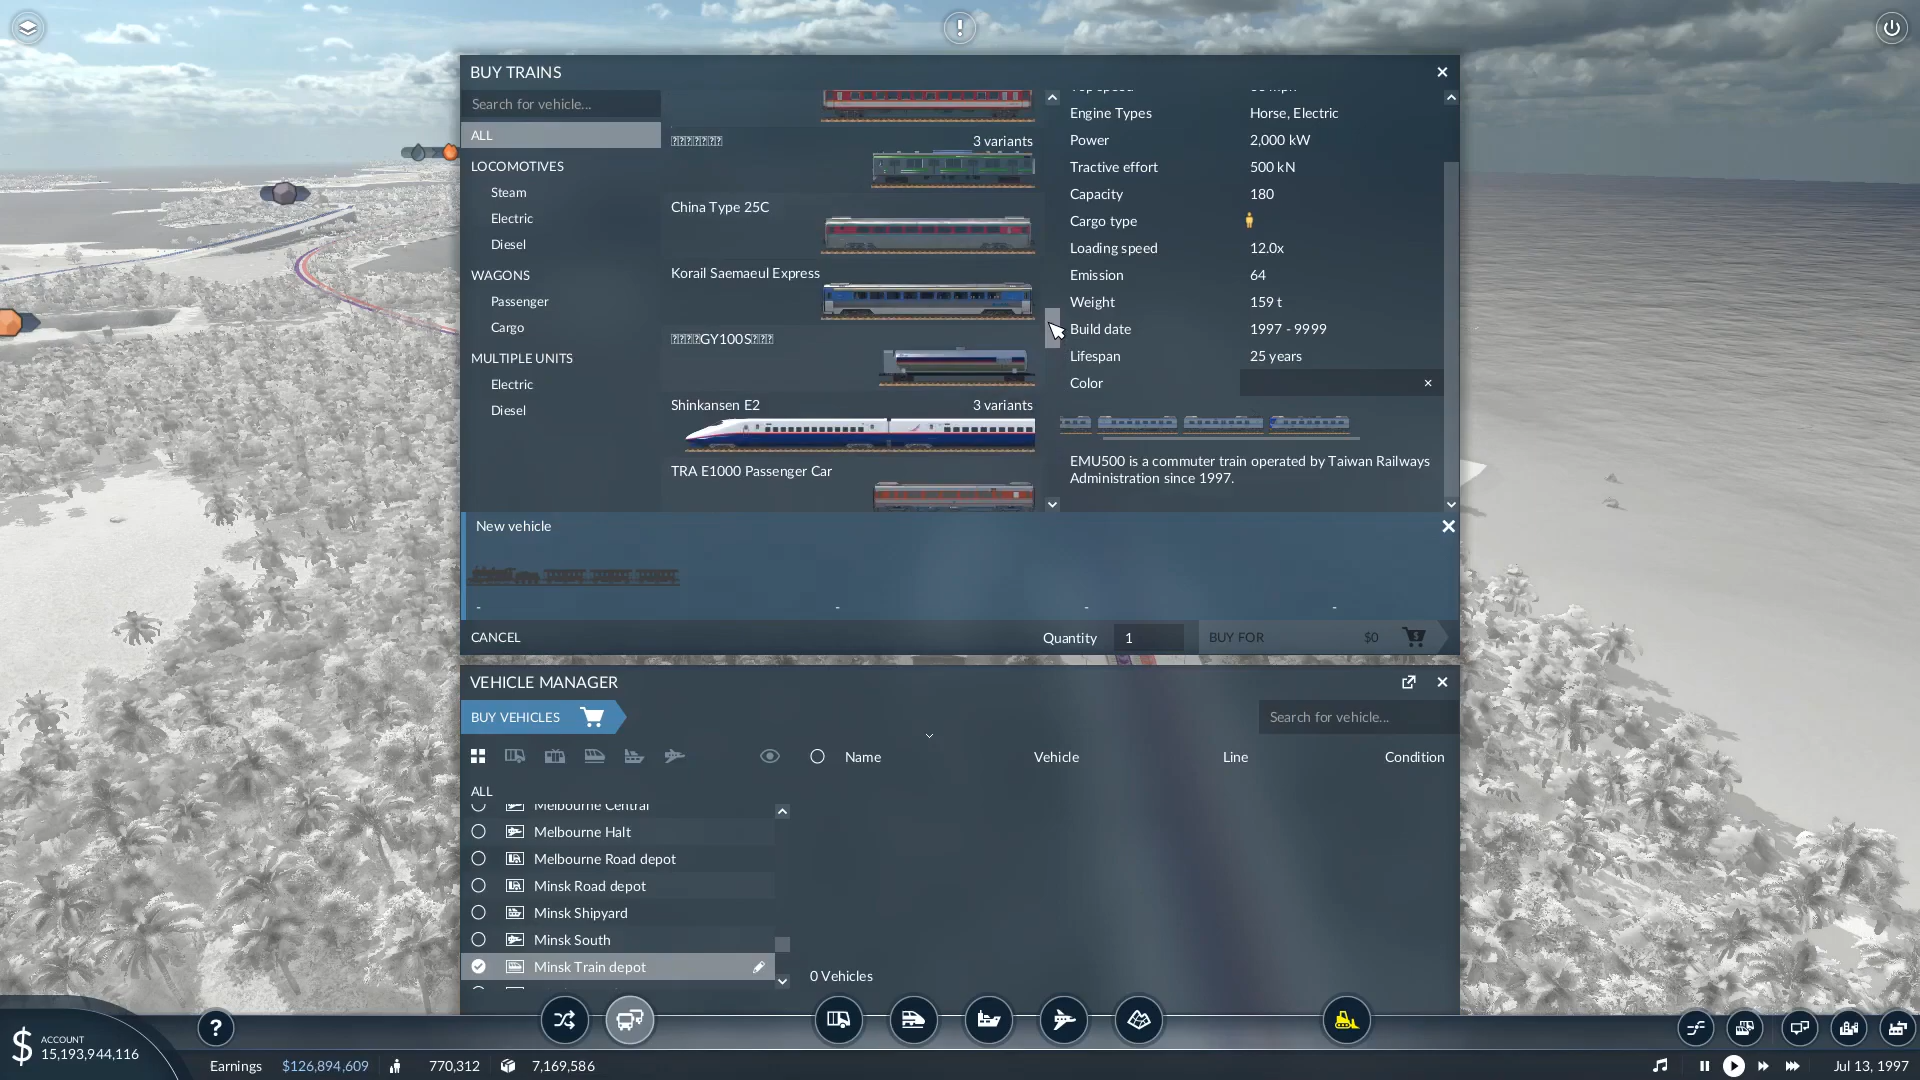 BUY TRAINS
Search for vehicle...
ALL
LOCOMOTIVES
Steam
Electric
Diesel
WAGONS
Passenger
Cargo
MULTIPLE UNITS
Electric
Diesel
3 variants
China Type 25C
Korail Saemaeul Express
GY100S
Shinkansen E2 3 variants
TRA E1000 Passenger Car
Engine Types Horse, Electric
Power 2,000 kW
Tractive effort 500 kN
Capacity 180
Cargo type
Loading speed 12.0x
Emission 64
Weight 159 t
Build date 1997 - 9999
Lifespan 25 years
Color
EMU500 is a commuter train operated by Taiwan Railways
Administration since 1997.
New vehicle
- - - -
CANCEL
Quantity 1
BUY FOR $0
VEHICLE MANAGER
BUY VEHICLES
Search for vehicle...
Name Vehicle Line Condition
ALL
Melbourne Central
Melbourne Halt
Melbourne Road depot
Minsk Road depot
Minsk Shipyard
Minsk South
Minsk Train depot
0 Vehicles
?
$ ACCOUNT
15,193,944,116
Earnings $126,894,609 770,312 7,169,586
Jul 13, 1997